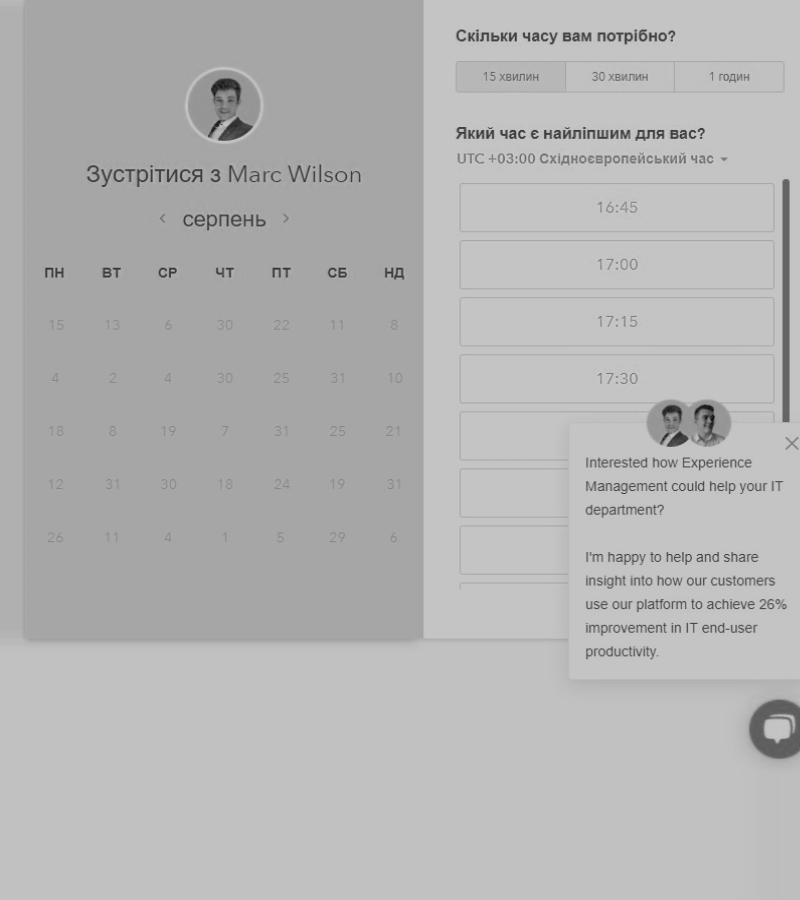 Зустрітися з Marc Wilson
серпень
ПН ВТ СР ЧТ ПТ СБ НД
15 13 6 30 22 11 8
4 2 4 30 25 31 10
18 8 19 7 31 25 21
12 31 30 18 24 19 31
26 11 4 1 5 29 6
Скільки часу вам потрібно?
15 хвилин 30 хвилин 1 годин
Який час є найліпшим для вас?
UTC +03:00 Східноєвропейський час
16:45
17:00
17:15
17:30
Interested how Experience
Management could help your IT
department?
I'm happy to help and share
insight into how our customers
use our platform to achieve 26%
improvement in IT end-user
productivity.